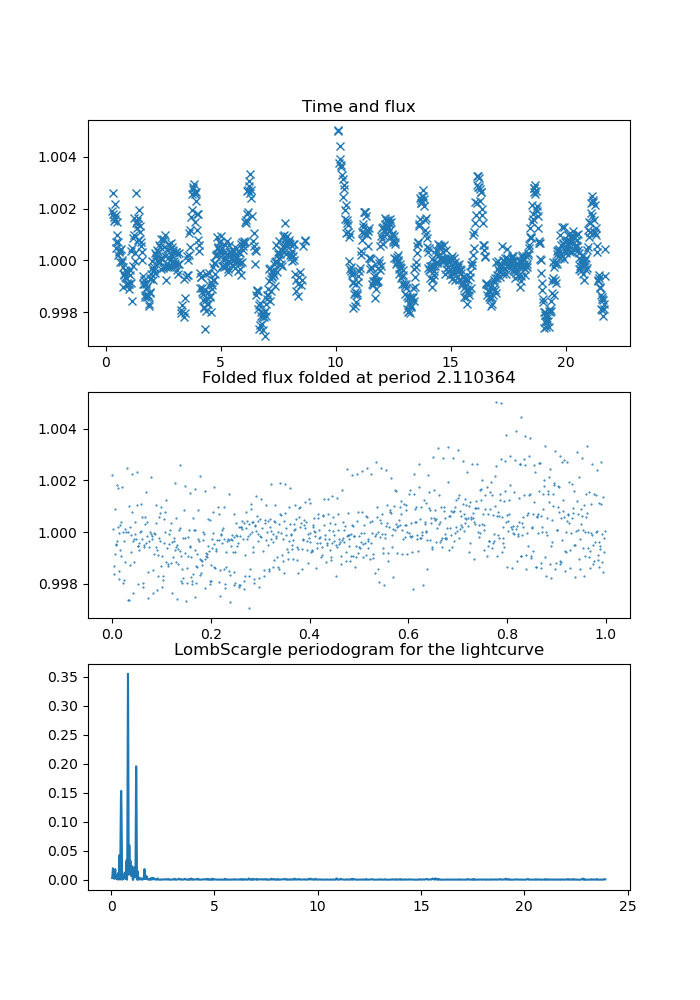 Time and flux
1.004
1.002
1.000
0.998
0 5 10 15 20
Folded flux folded at period 2.110364
1.004
1.002
1.000
0.998
0.0 0.2 0.4 0.6 0.8 1.0
LombScargle periodogram for the lightcurve
0.35
0.30
0.25
0.20
0.15
0.10
0.05
0.00
0 5 10 15 20 25